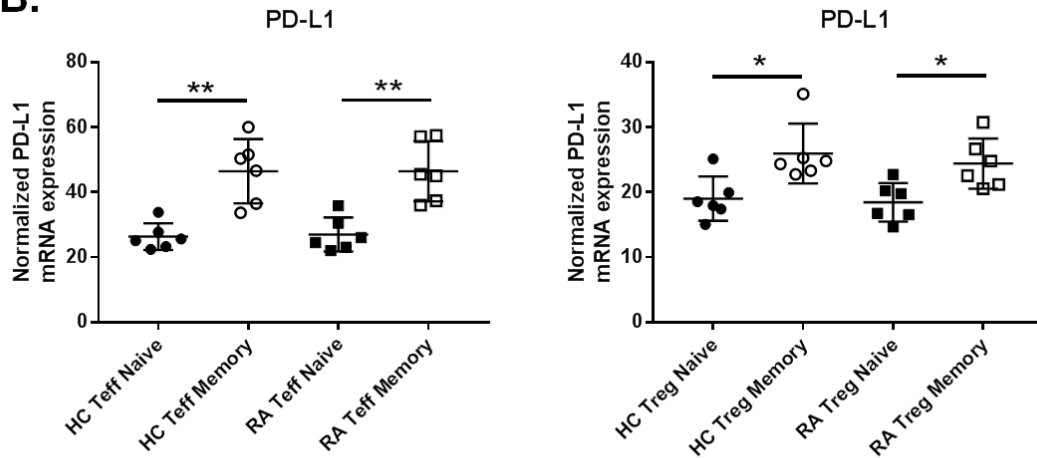 B.
PD-L1
Normalized PD-L1
mRNA expression
80
60
40
20
0
**
**
HC Teff Naive
HC Teff Memory
RA Teff Naive
RA Teff Memory
PD-L1
Normalized PD-L1
mRNA expression
40
30
20
10
0
*
*
HC Treg Naive
HC Treg Memory
RA Treg Naive
RA Treg Memory